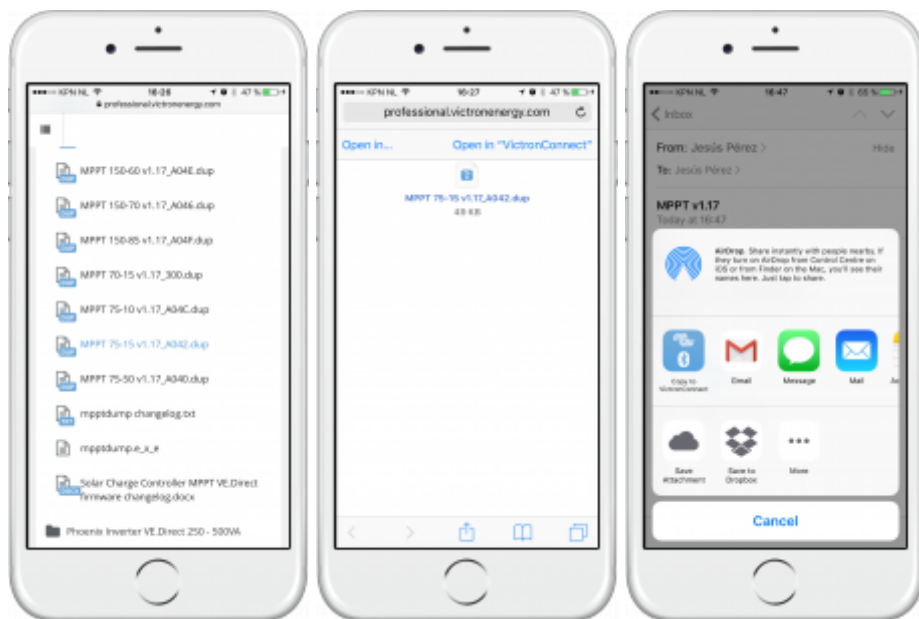 KPN NL
16:26
47 %
professional.victronenergy.com
MPPT 150-60 v1.17_A04E.dup
MPPT 150-70 v1.17_A046.dup
MPPT 150-85 v1.17_A04F.dup
MPPT 70-15 v1.17_300.dup
MPPT 75-10 v1.17_A04C.dup
MPPT 75-15 v1.17_A042.dup
MPPT 75-50 v1.17_A040.dup
mpptdump changelog.txt
mpptdump.e_x_e
Solar Charge Controller MPPT VE.Direct
firmware changelog.docx
Phoenix Inverter VE.Direct 250 - 500VA
KPN NL
16:27
47 %
professional.victronenergy.com
Open in...
Open in "VictronConnect"
MPPT 75-15 v1.17_A042.dup
49 KB
KPN NL
16:47
65 %
Inbox
From: Jesús Pérez
Hide
To: Jesús Pérez
MPPT v1.17
Today at 16:47
AirDrop. Share instantly with people nearby. If
they turn on AirDrop from Control Centre on
iOS or from Finder on the Mac, you'll see their
names here. Just tap to share.
Copy to
VictronConnect
Email
Message
Mail
Save
Attachment
Save to
Dropbox
More
Cancel